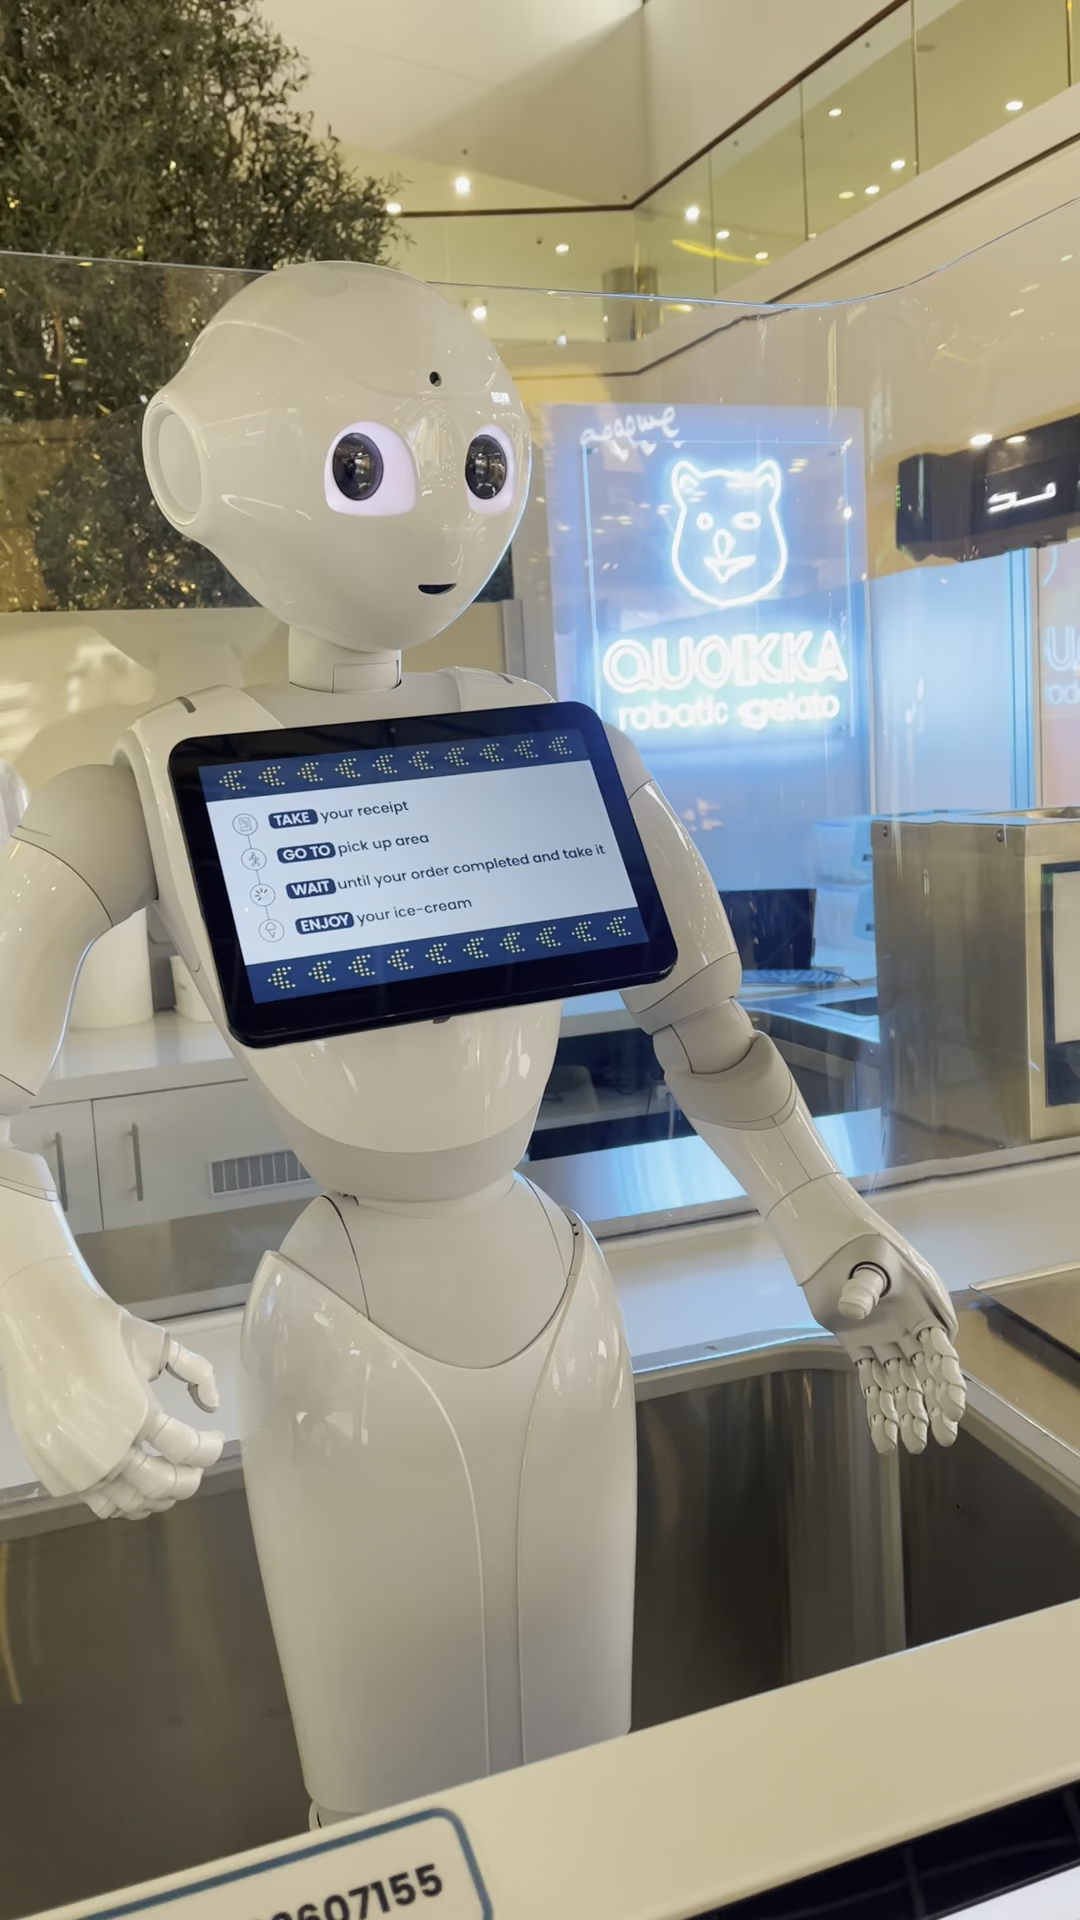 QUOKKA
robotic gelato
TAKE your receipt
GO TO pick up area
WAIT until your order completed and take it
ENJOY your ice-cream
607155